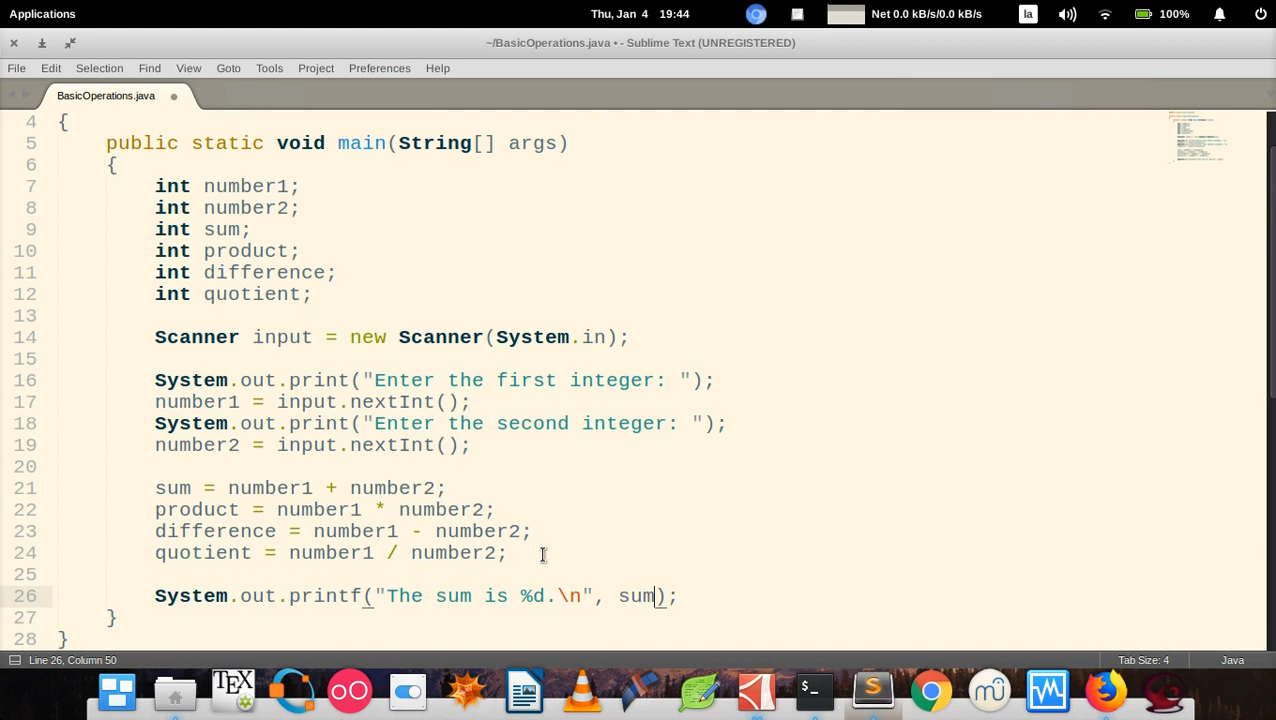 Applications Thu, Jan 4 19:44 Net 0.0 kB/s/0.0 kB/s la 100%
~/BasicOperations.java • - Sublime Text (UNREGISTERED)
File Edit Selection Find View Goto Tools Project Preferences Help
BasicOperations.java
4 {
5 public static void main(String[] args)
6 {
7 int number1;
8 int number2;
9 int sum;
10 int product;
11 int difference;
12 int quotient;
13
14 Scanner input = new Scanner(System.in);
15
16 System.out.print("Enter the first integer: ");
17 number1 = input.nextInt();
18 System.out.print("Enter the second integer: ");
19 number2 = input.nextInt();
20
21 sum = number1 + number2;
22 product = number1 * number2;
23 difference = number1 - number2;
24 quotient = number1 / number2;
25
26 System.out.printf("The sum is %d.\n", sum);
27 }
28 }
Line 26, Column 50 Tab Size: 4 Java
TEX